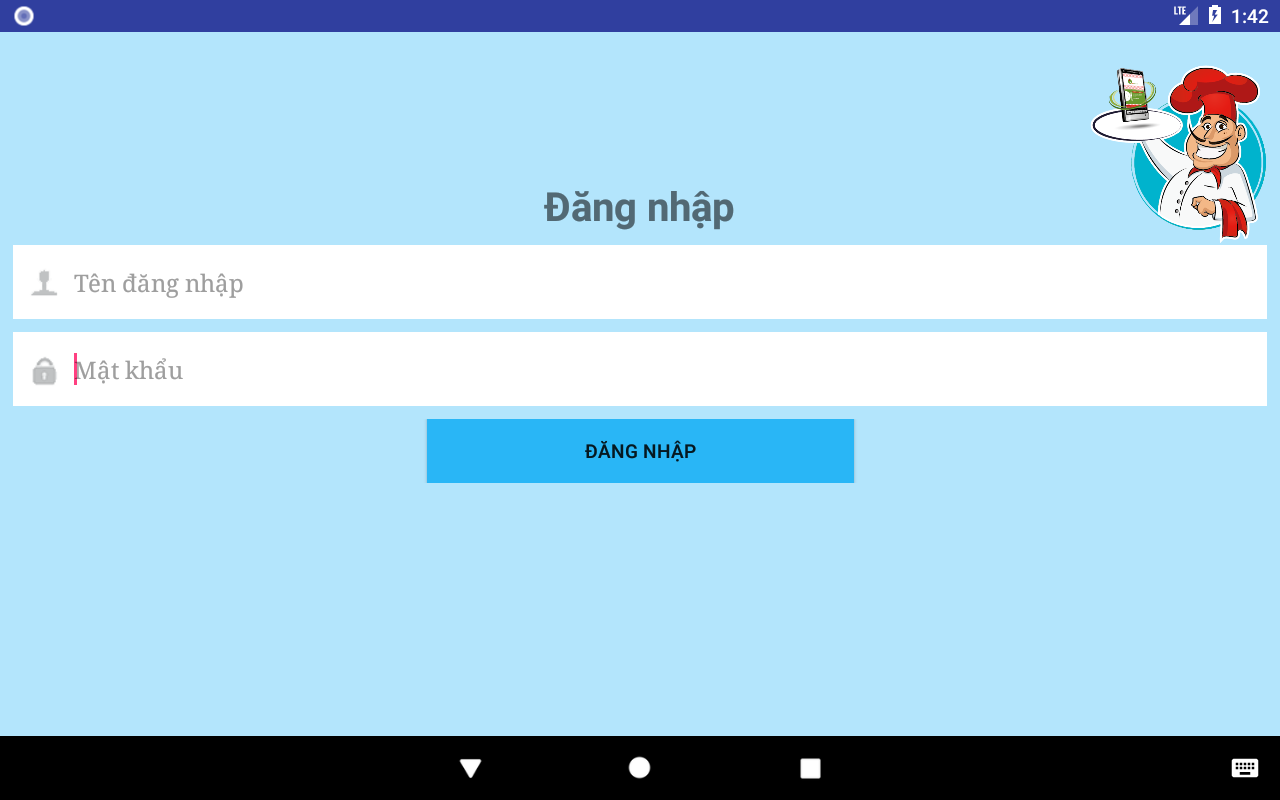 LTE 1:42
Đăng nhập
Tên đăng nhập
Mật khẩu
ĐĂNG NHẬP